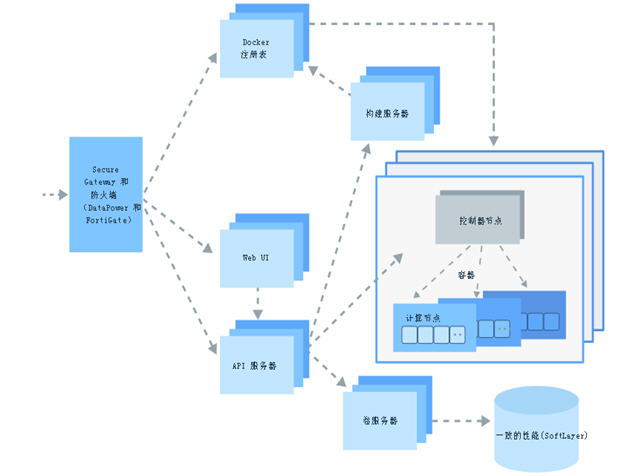 Docker
注册表
构建服务器
Secure
Gateway 和
防火墙
(DataPower 和
FortiGate)
控制器节点
Web UI
容器
计算节点
API 服务器
卷服务器
一致的性能(SoftLayer)